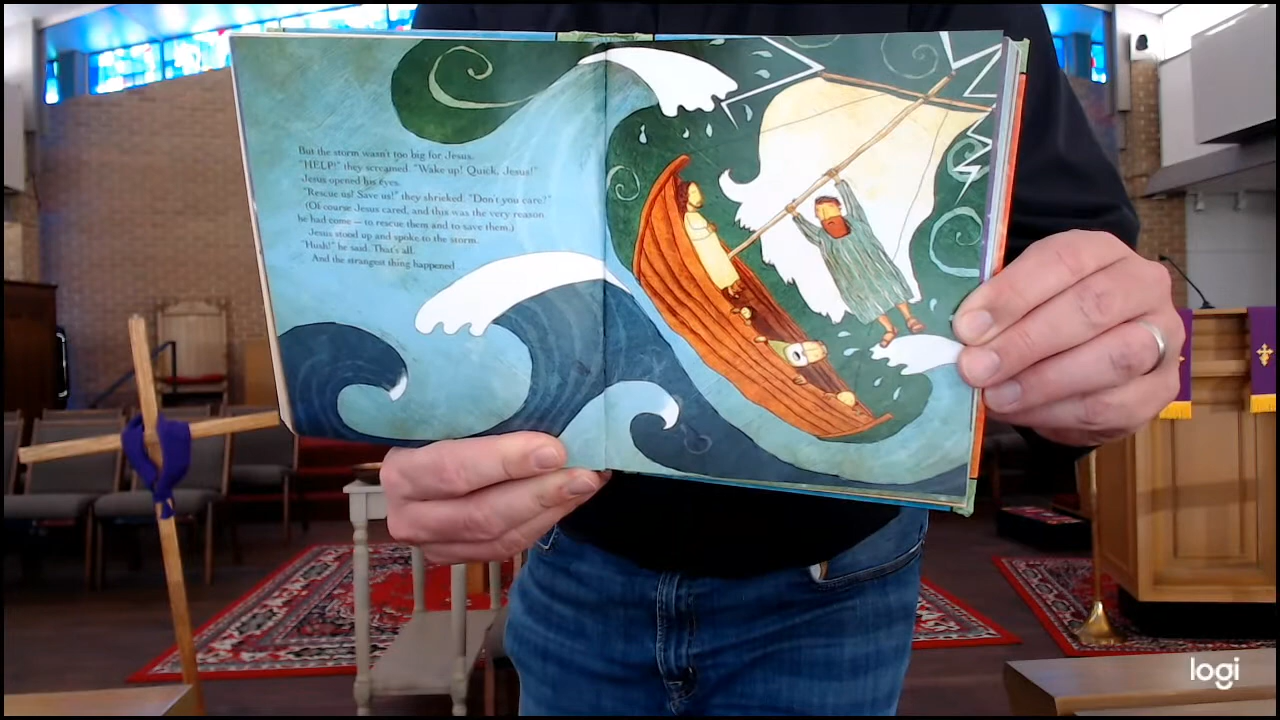 But the storm wasn't too big for Jesus.
"HELP!" they screamed. "Wake up! Quick, Jesus!"
Jesus opened his eyes.
"Rescue us! Save us!" they shrieked. "Don't you care?"
(Of course Jesus cared, and this was the very reason
he had come — to rescue them and to save them.)
Jesus stood up and spoke to the storm.
"Hush!" he said. That's all.
And the strangest thing happened . . .
logi